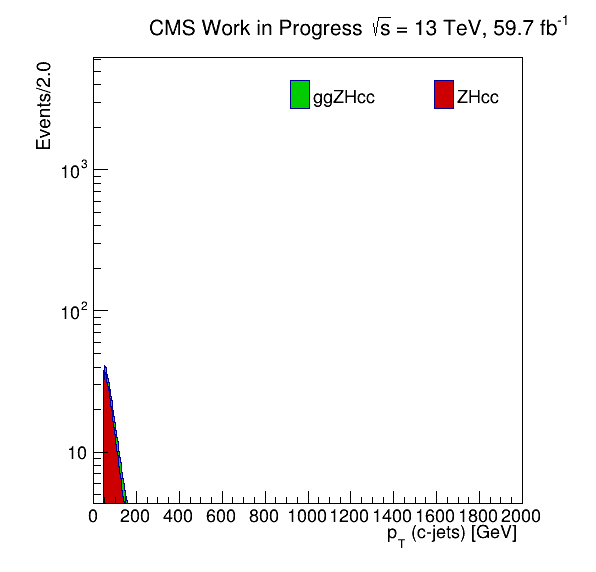 CMS Work in Progress √s = 13 TeV, 59.7 fb⁻¹
Events/2.0
ggZHcc
ZHcc
10³
10²
10
0 200 400 600 800 1000 1200 1400 1600 1800 2000
p_T (c-jets) [GeV]